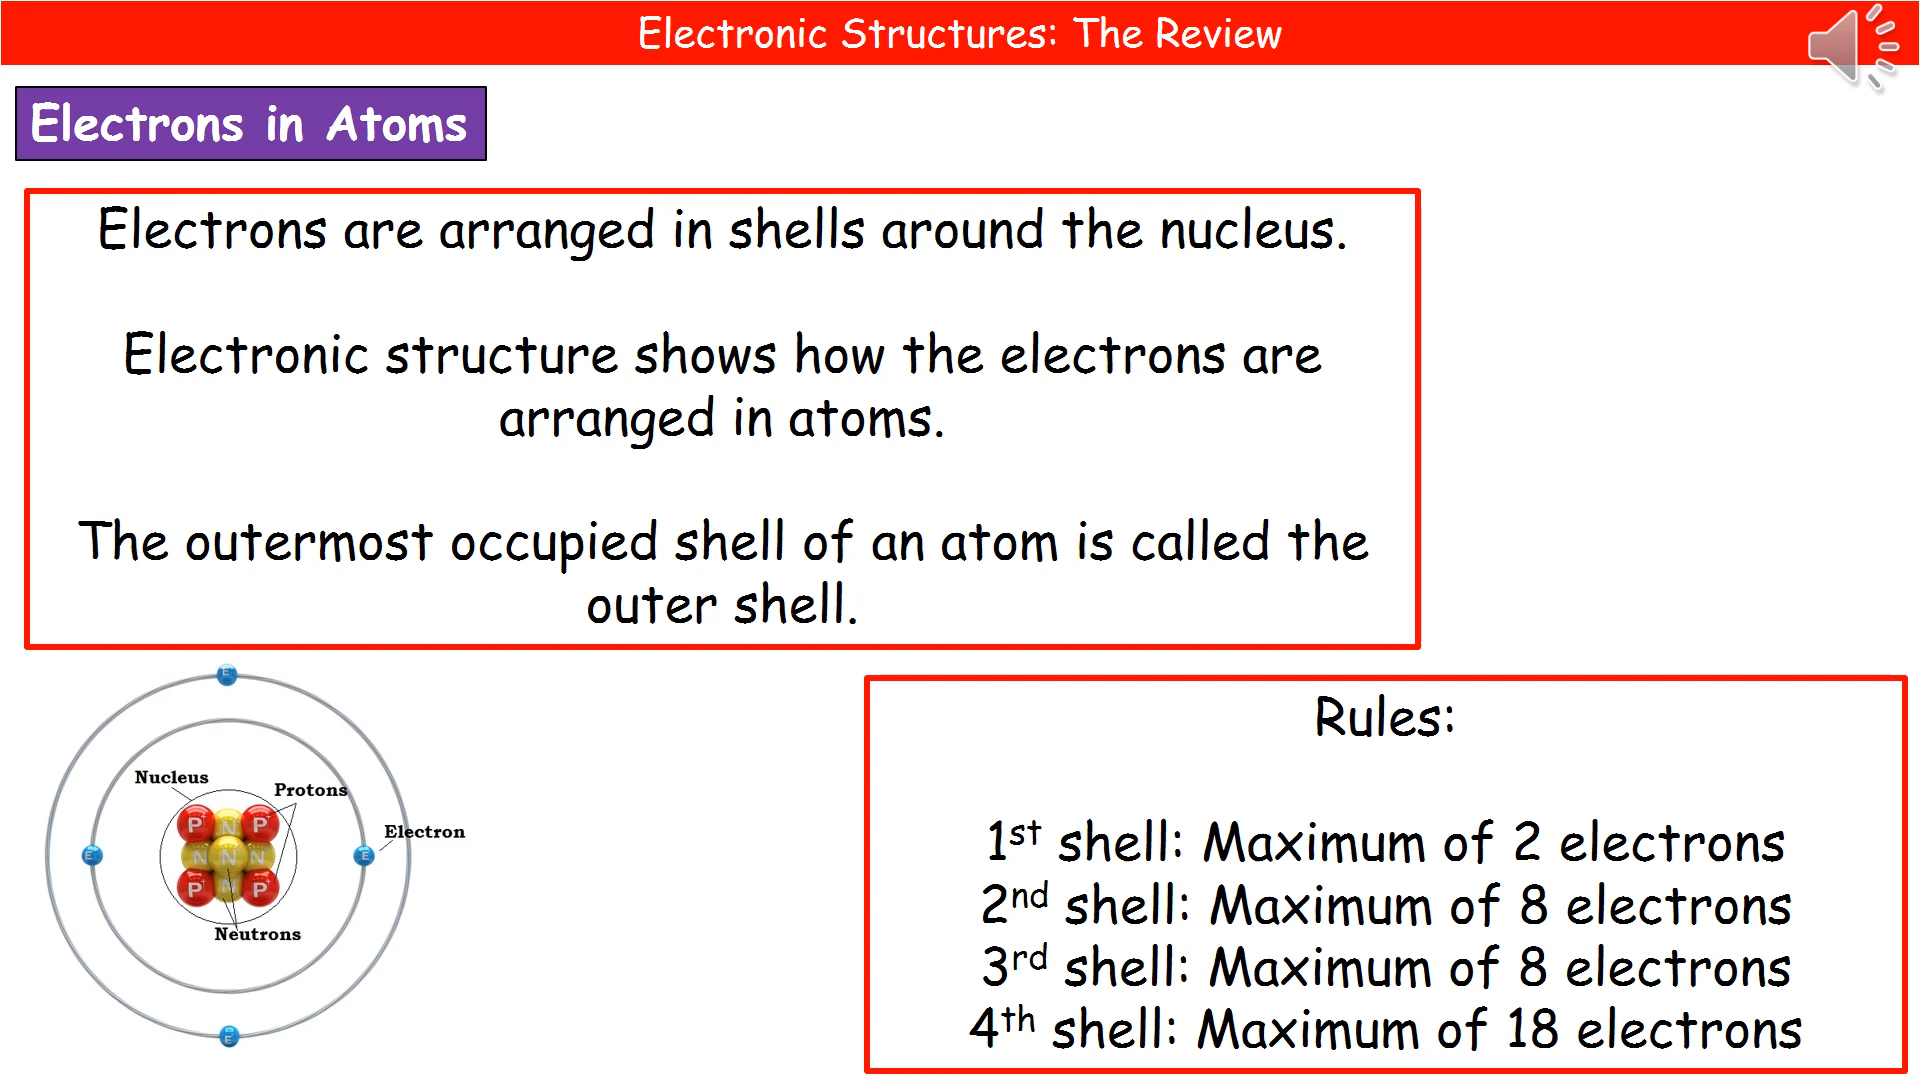 Electronic Structures: The Review
Electrons in Atoms
Electrons are arranged in shells around the nucleus.
Electronic structure shows how the electrons are
arranged in atoms.
The outermost occupied shell of an atom is called the
outer shell.
E
Nucleus
Protons
P+ N P+
Electron
E N N N E
P+ N P+
Neutrons
E
Rules:
1st shell: Maximum of 2 electrons
2nd shell: Maximum of 8 electrons
3rd shell: Maximum of 8 electrons
4th shell: Maximum of 18 electrons